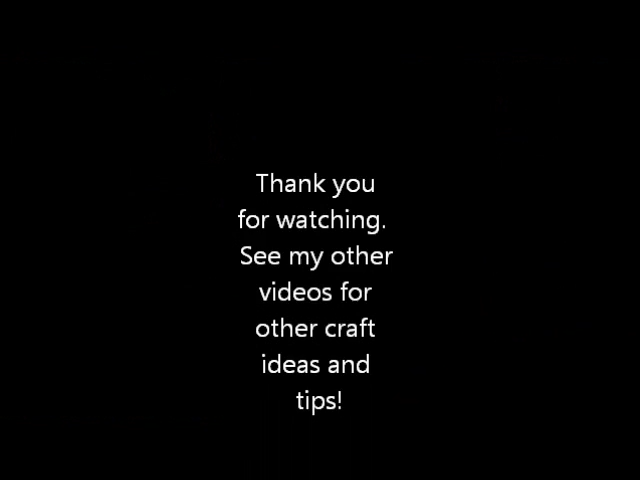 Thank you
for watching.
See my other
videos for
other craft
ideas and
tips!